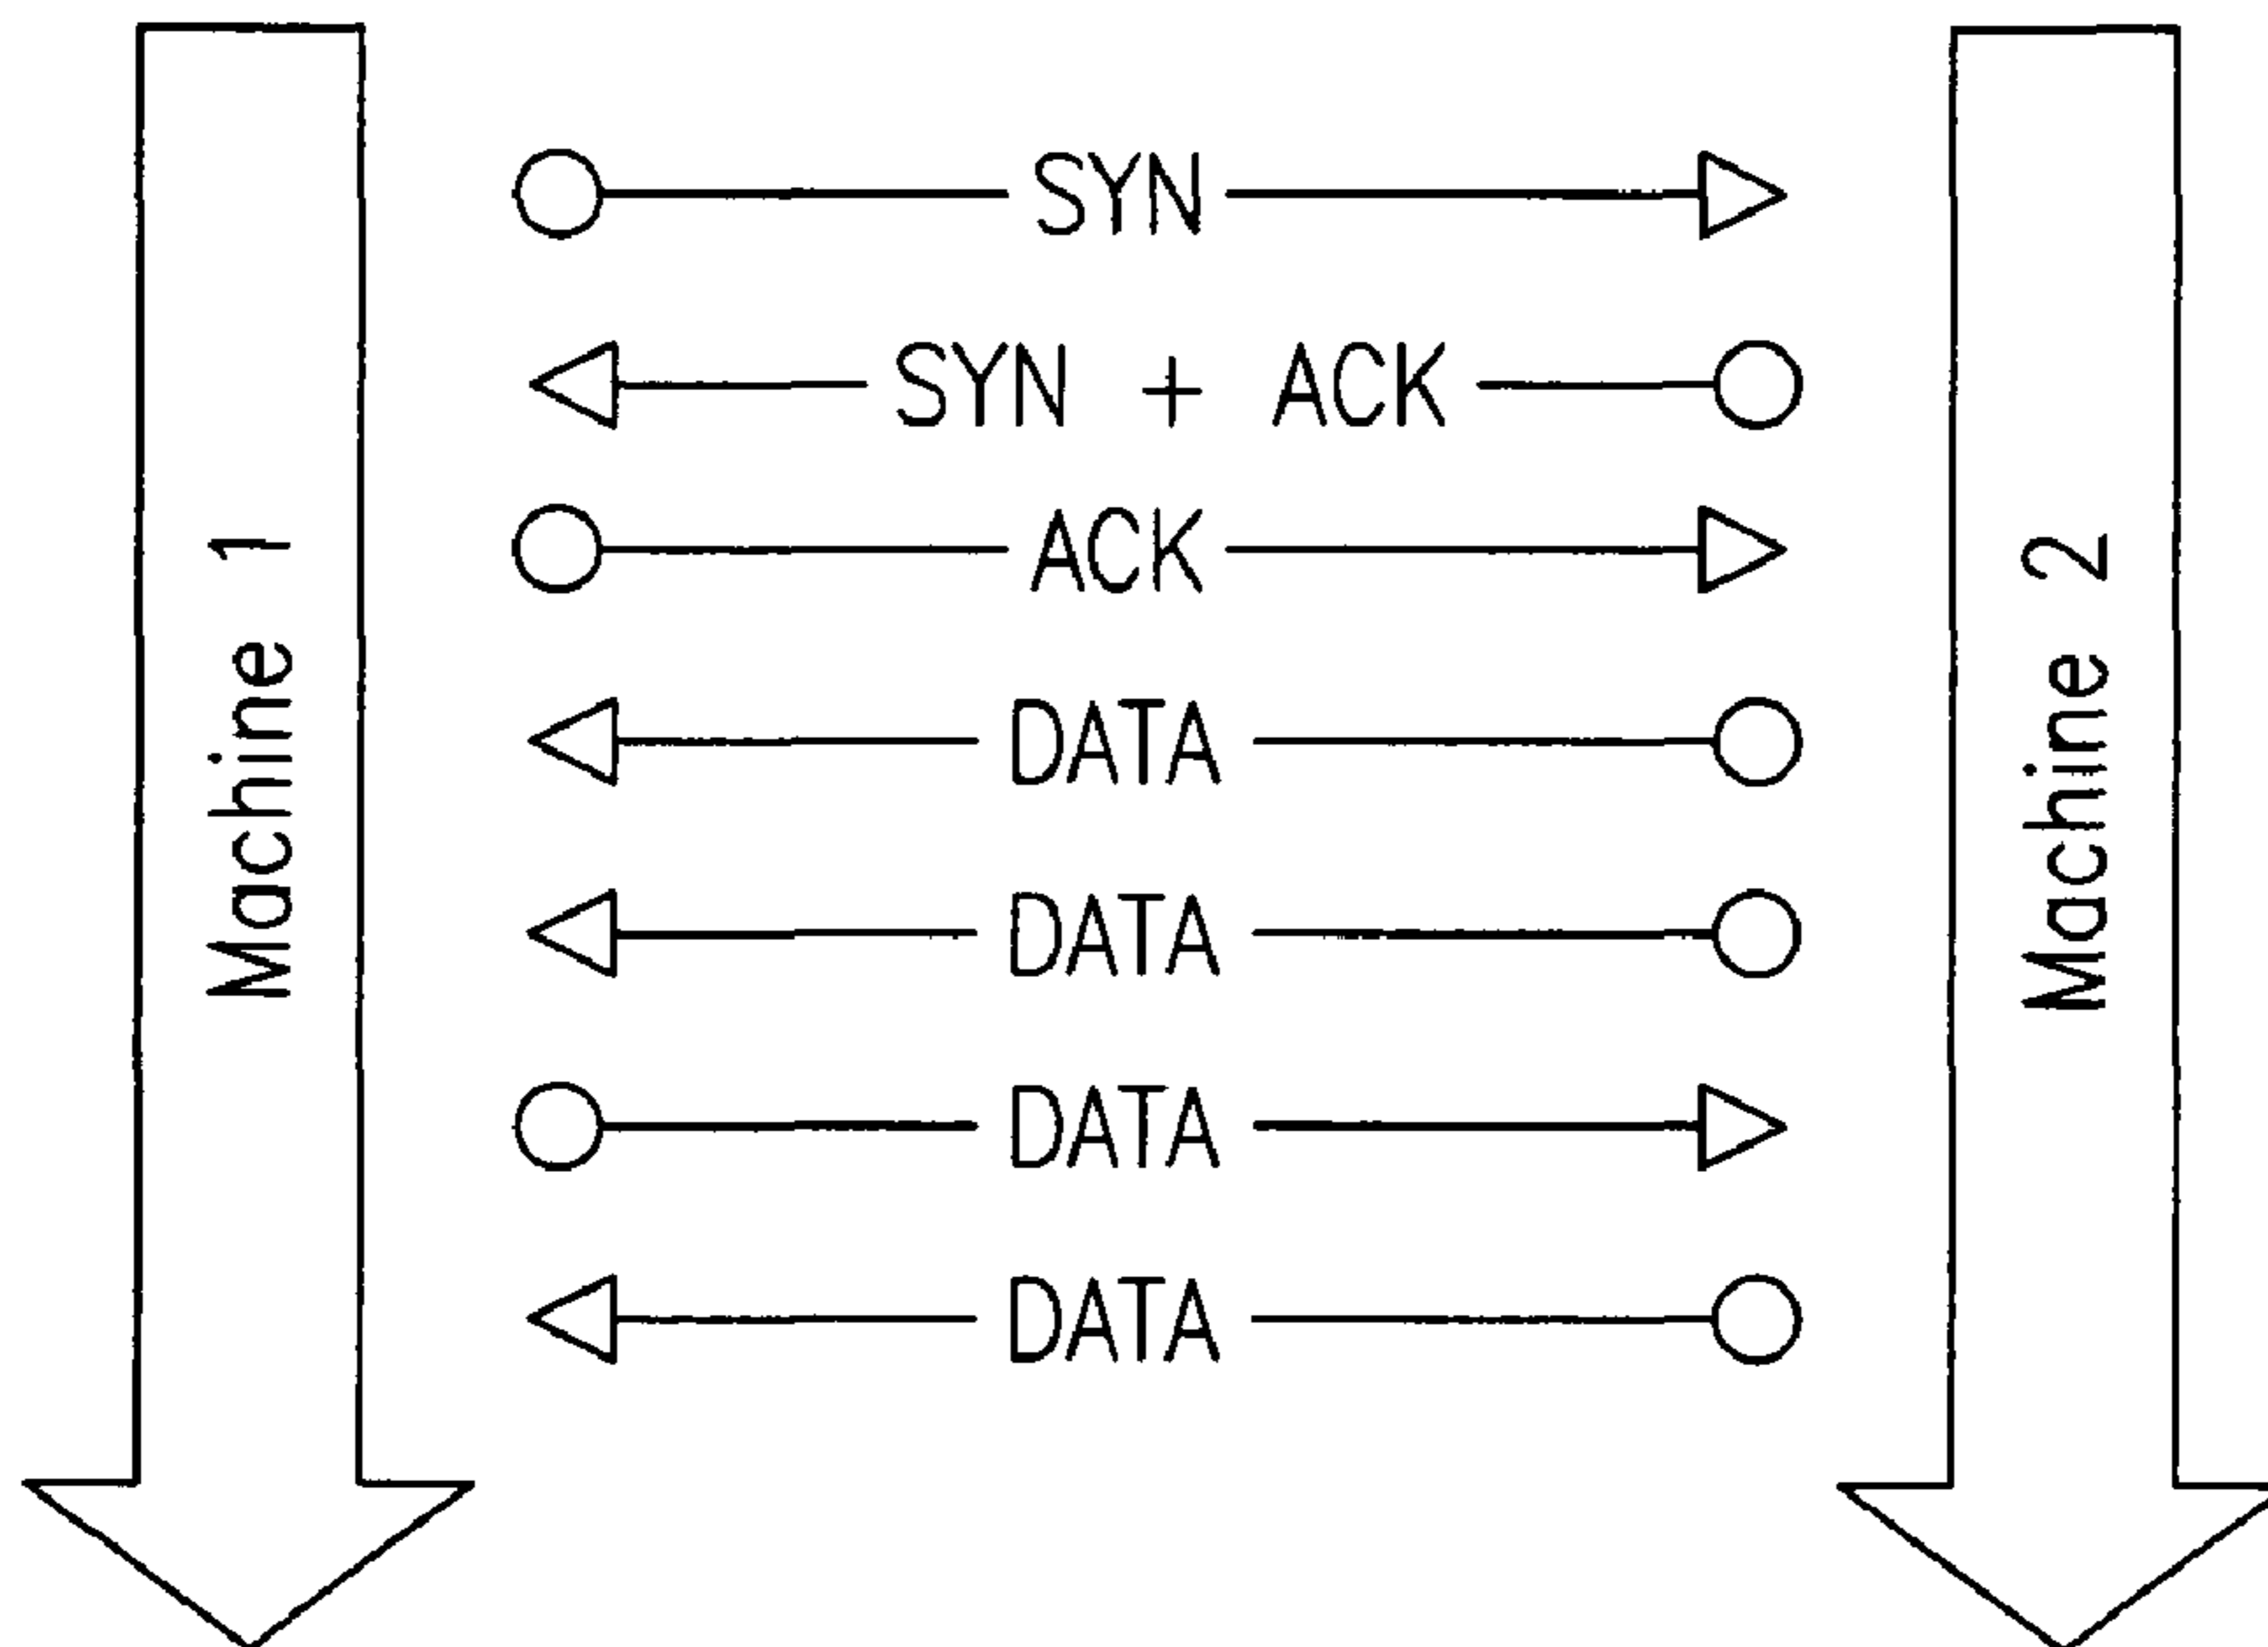 Machine 1
SYN
SYN + ACK
ACK
DATA
DATA
DATA
DATA
Machine 2